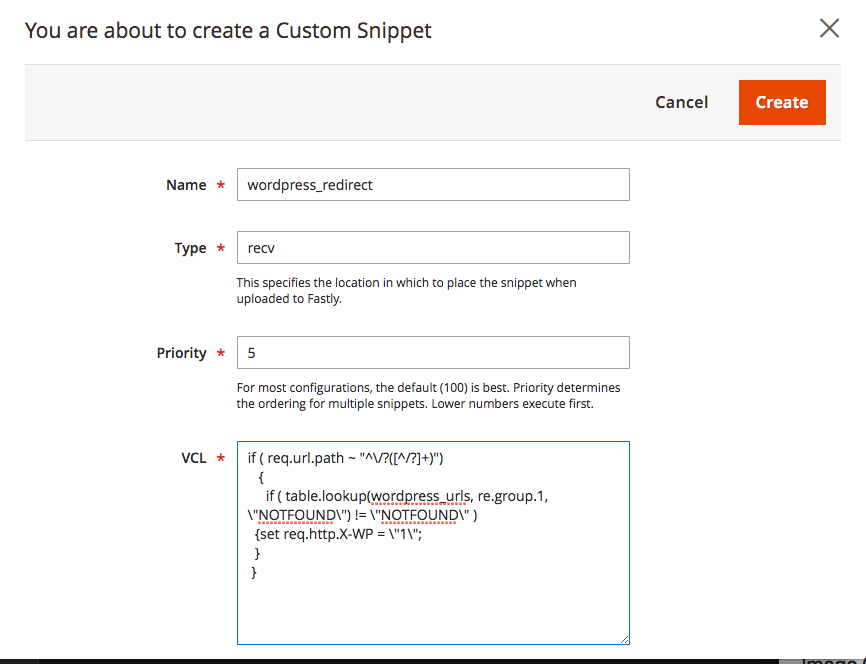 You are about to create a Custom Snippet
Cancel
Create
Name *
wordpress_redirect
Type *
recv
This specifies the location in which to place the snippet when
uploaded to Fastly.
Priority *
5
For most configurations, the default (100) is best. Priority determines
the ordering for multiple snippets. Lower numbers execute first.
VCL *
if ( req.url.path ~ "^\/?([^/?]+)")
{
if ( table.lookup(wordpress_urls, re.group.1,
\"NOTFOUND\") != \"NOTFOUND\" )
{set req.http.X-WP = \"1\";
}
}